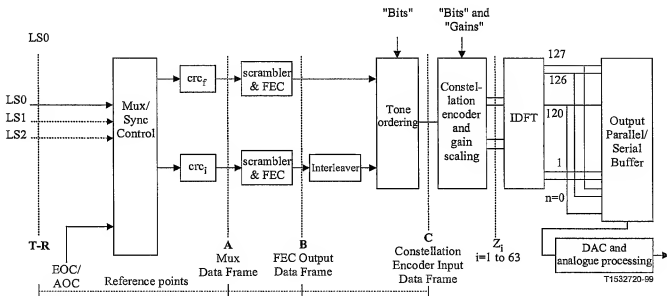 "Bits"
"Bits" and
"Gains"
LS0
127
126
120
1
n=0
crc_f
scrambler
& FEC
LS0
LS1
LS2
Mux/
Sync
Control
Tone
ordering
Constel-
lation
encoder
and
gain
scaling
IDFT
Output
Parallel/
Serial
Buffer
crc_i
scrambler
& FEC
Interleaver
T-R
EOC/
AOC
Reference points
A
Mux
Data Frame
B
FEC Output
Data Frame
C
Constellation
Encoder Input
Data Frame
Z_i
i=1 to 63
DAC and
analogue processing
T1532720-99